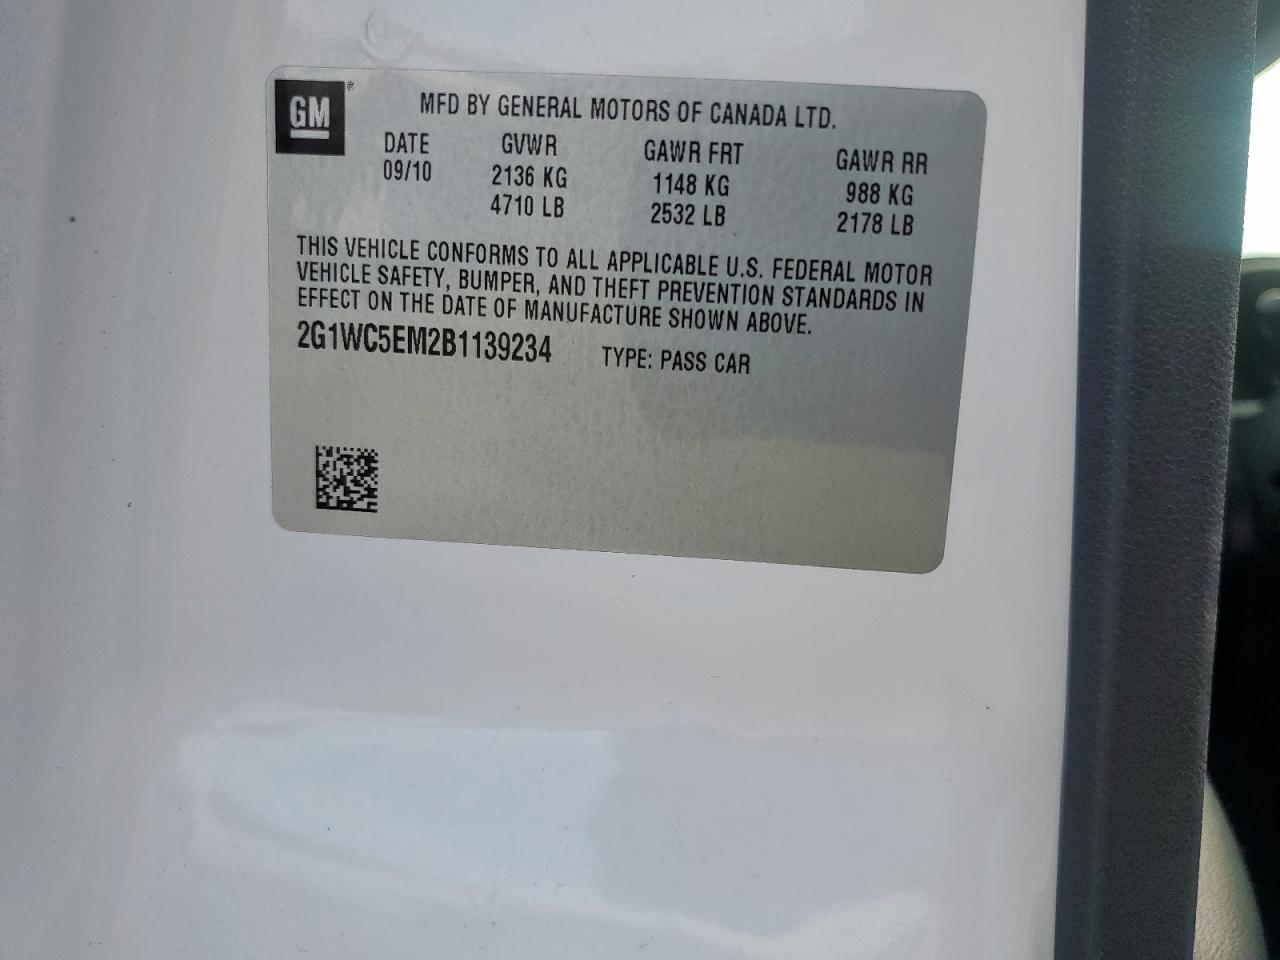 GM®
MFD BY GENERAL MOTORS OF CANADA LTD.
DATE GVWR GAWR FRT GAWR RR
09/10 2136 KG 1148 KG 988 KG
4710 LB 2532 LB 2178 LB
THIS VEHICLE CONFORMS TO ALL APPLICABLE U.S. FEDERAL MOTOR
VEHICLE SAFETY, BUMPER, AND THEFT PREVENTION STANDARDS IN
EFFECT ON THE DATE OF MANUFACTURE SHOWN ABOVE.
2G1WC5EM2B1139234 TYPE: PASS CAR